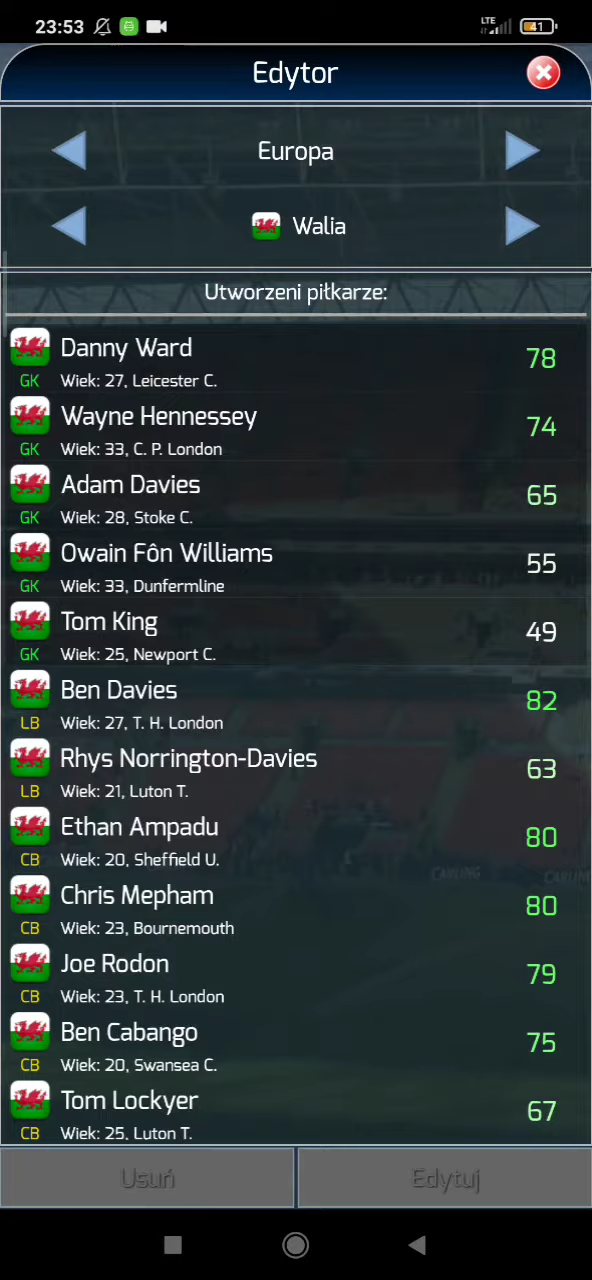 23:53
LTE
41
Edytor
Europa
Walia
Utworzeni piłkarze:
Danny Ward
78
GK Wiek: 27, Leicester C.
Wayne Hennessey
74
GK Wiek: 33, C. P. London
Adam Davies
65
GK Wiek: 28, Stoke C.
Owain Fôn Williams
55
GK Wiek: 33, Dunfermline
Tom King
49
GK Wiek: 25, Newport C.
Ben Davies
82
LB Wiek: 27, T. H. London
Rhys Norrington-Davies
63
LB Wiek: 21, Luton T.
Ethan Ampadu
80
CB Wiek: 20, Sheffield U.
Chris Mepham
80
CB Wiek: 23, Bournemouth
Joe Rodon
79
CB Wiek: 23, T. H. London
Ben Cabango
75
CB Wiek: 20, Swansea C.
Tom Lockyer
67
CB Wiek: 25, Luton T.
Usuń Edytuj